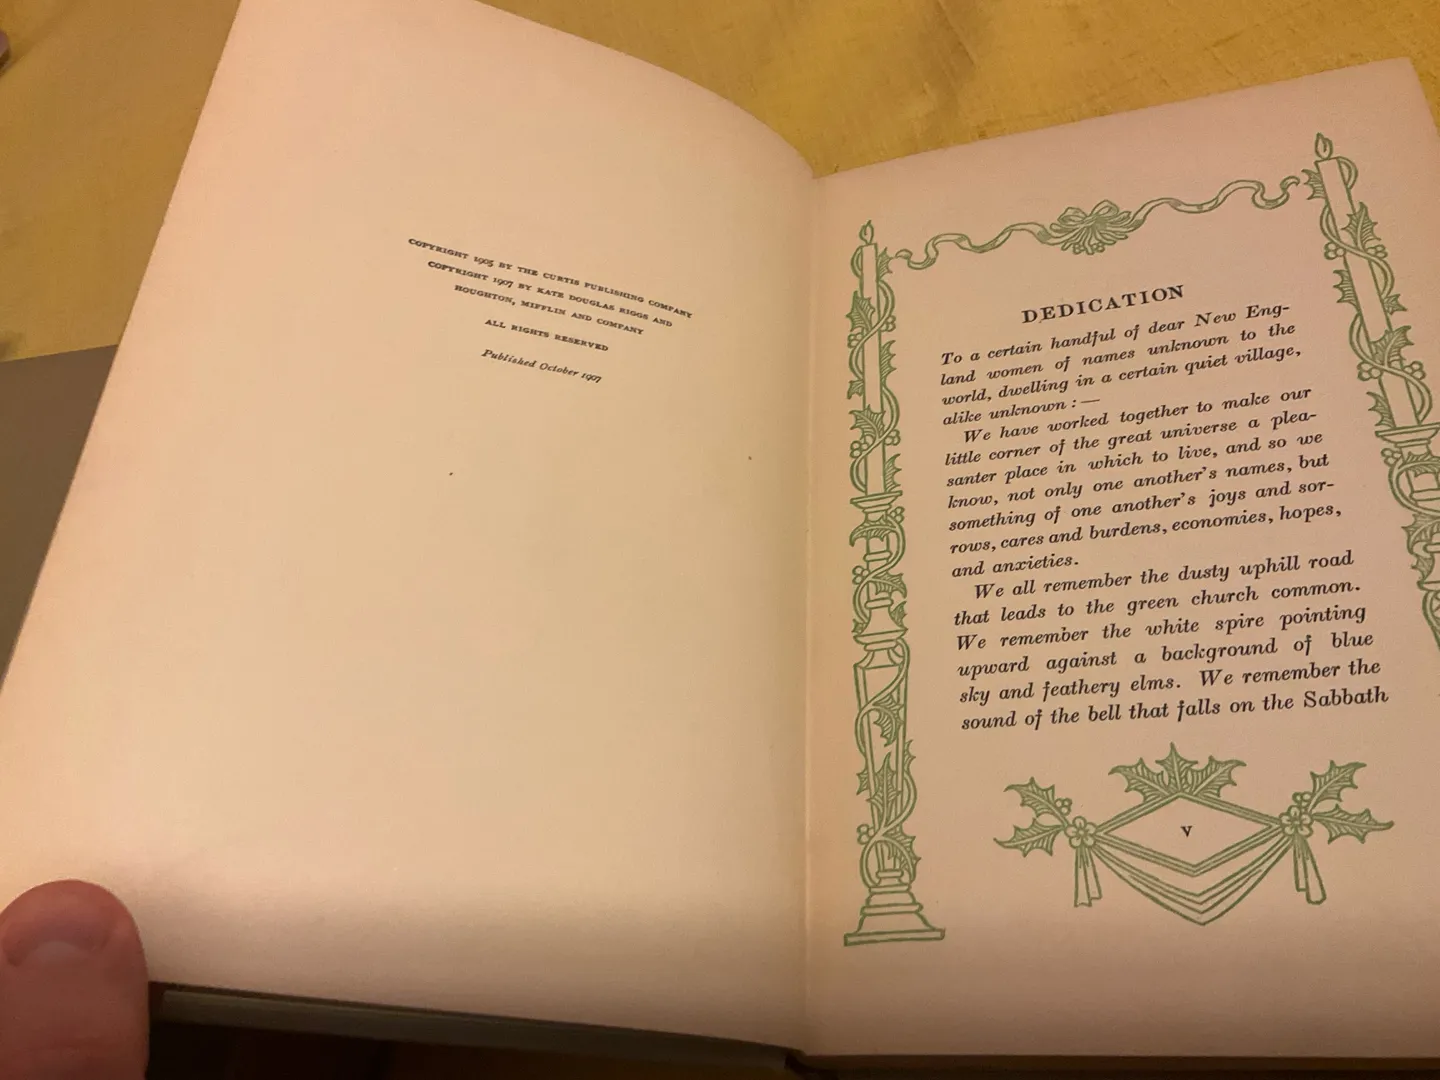 COPYRIGHT 1905 BY THE CURTIS PUBLISHING COMPANY
COPYRIGHT 1907 BY KATE DOUGLAS RIGGS AND
HOUGHTON, MIFFLIN AND COMPANY
ALL RIGHTS RESERVED
Published October 1907
DEDICATION
To a certain handful of dear New Eng-
land women of names unknown to the
world, dwelling in a certain quiet village,
alike unknown : —
We have worked together to make our
little corner of the great universe a plea-
santer place in which to live, and so we
know, not only one another's names, but
something of one another's joys and sor-
rows, cares and burdens, economies, hopes,
and anxieties.
We all remember the dusty uphill road
that leads to the green church common.
We remember the white spire pointing
upward against a background of blue
sky and feathery elms. We remember the
sound of the bell that falls on the Sabbath
v